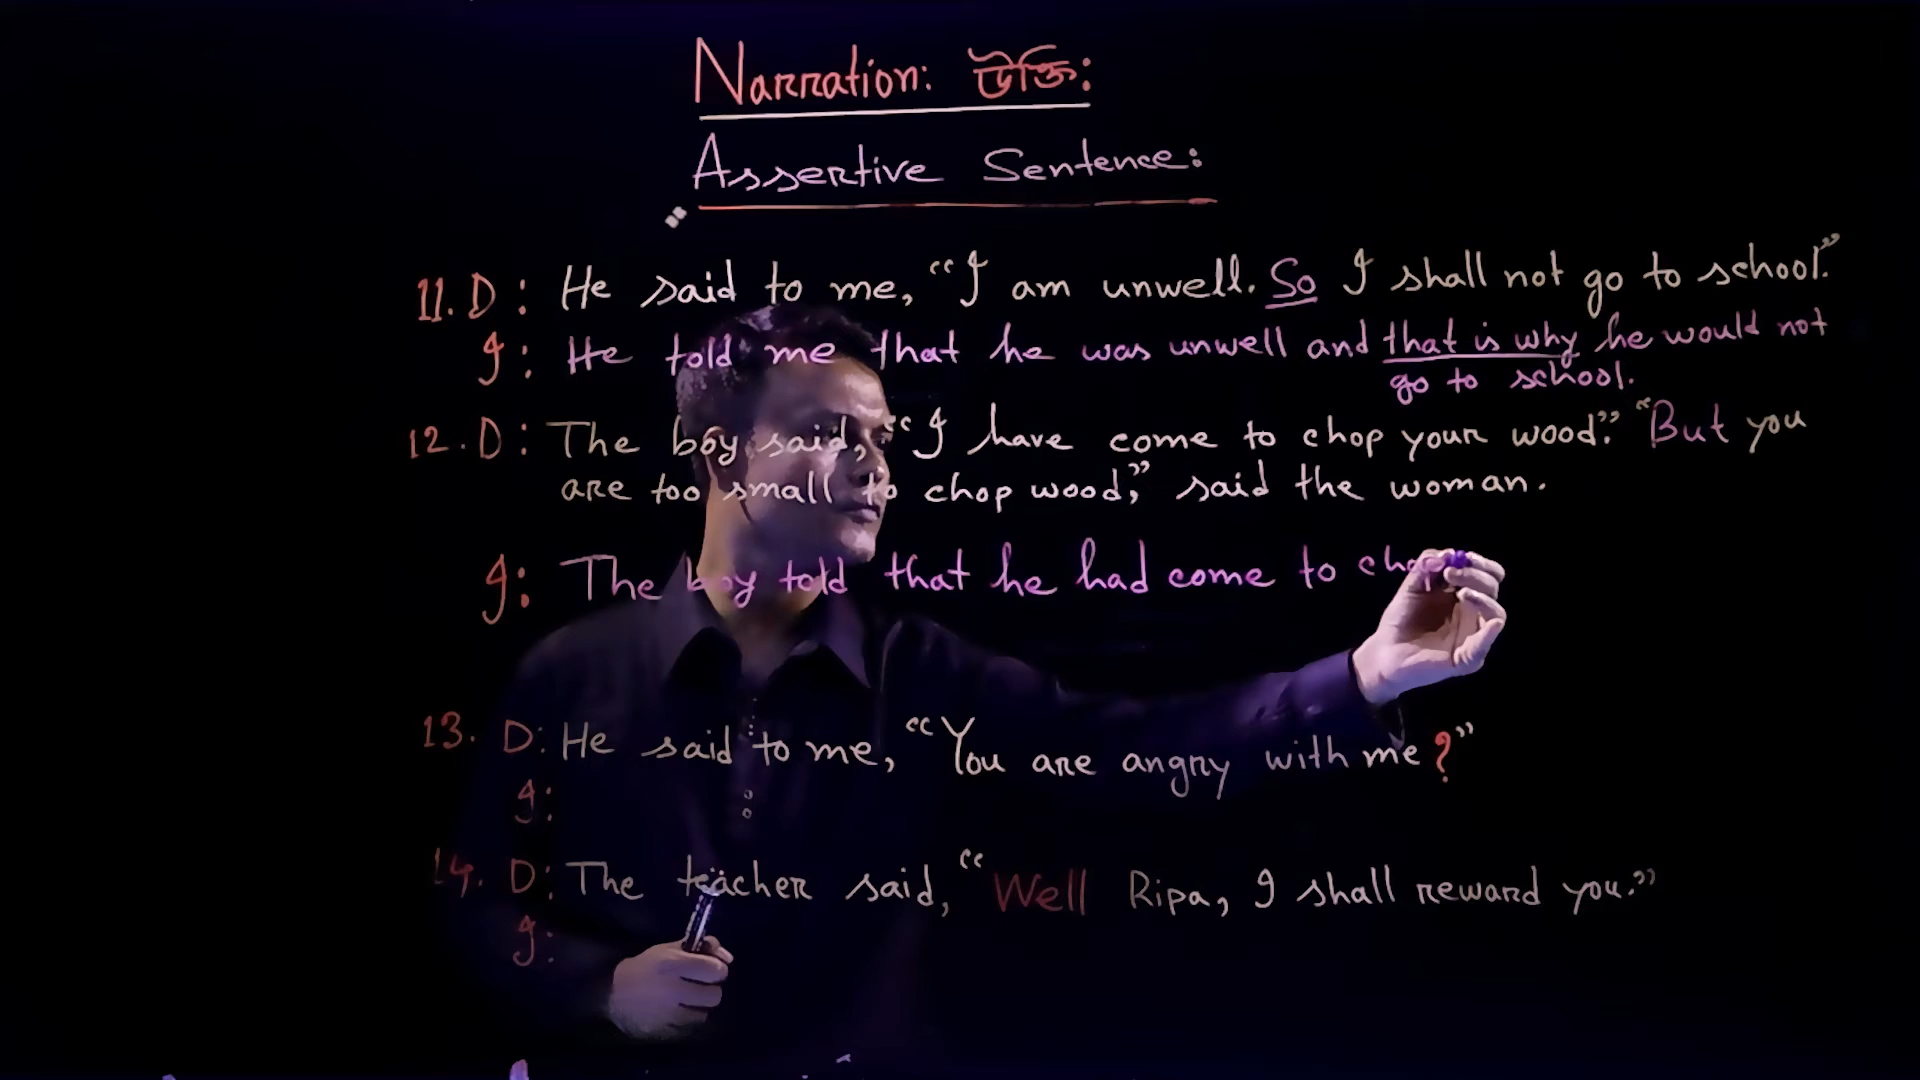 Narration: উক্তি:
Assertive Sentence:
11. D: He said to me, “I am unwell. So I shall not go to school.”
I: He told me that he was unwell and that is why he would not
go to school.
12. D: The boy said, “I have come to chop your wood.” “But you
are too small to chop wood,” said the woman.
I: The boy told that he had come to chop
13. D: He said to me, “You are angry with me?”
I:
14. D: The teacher said, “Well Ripa, I shall reward you.”
I: